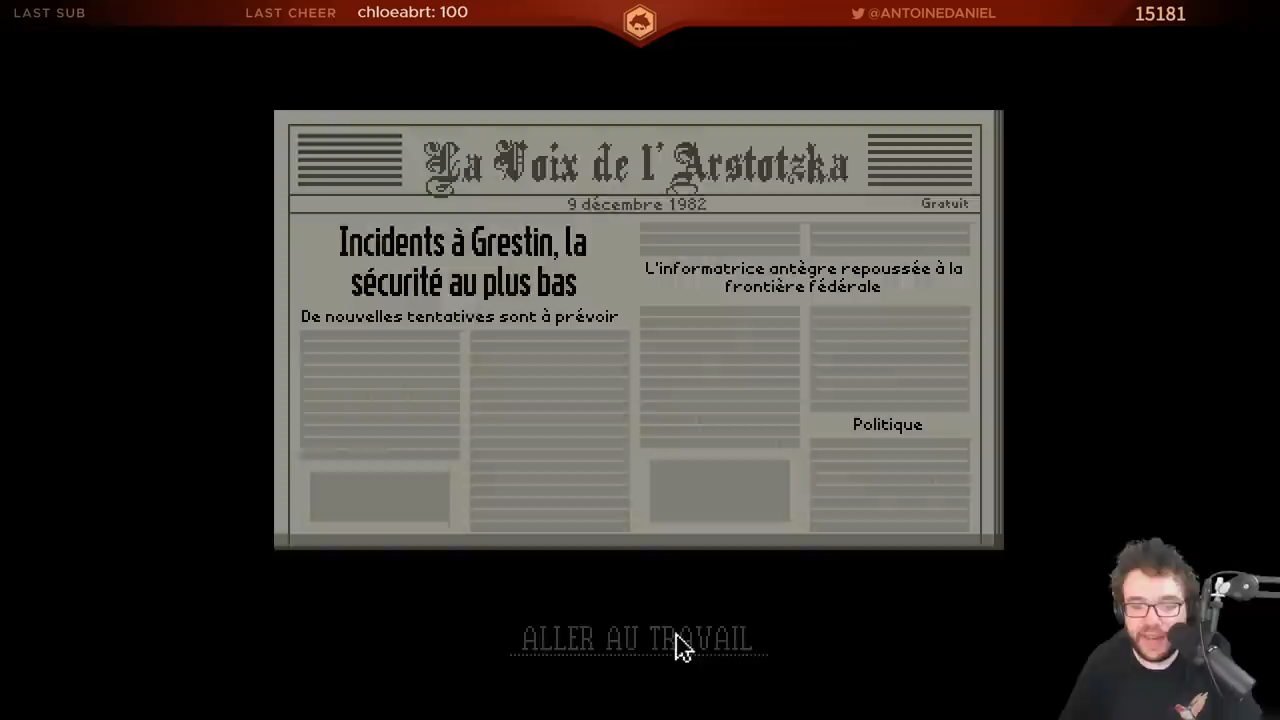 LAST SUB
LAST CHEER
chloeabrt: 100
@ANTOINEDANIEL
15181
La Voix de l'Arstotzka
9 décembre 1982
Gratuit
Incidents à Grestin, la
sécurité au plus bas
De nouvelles tentatives sont à prévoir
L'informatrice antègre repoussée à la
frontière fédérale
Politique
ALLER AU TRAVAIL